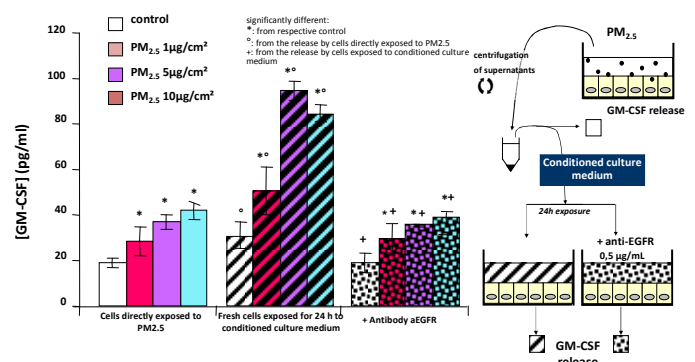 control
PM2.5 1µg/cm²
PM2.5 5µg/cm²
PM2.5 10µg/cm²
significantly different:
*: from respective control
°: from the release by cells directly exposed to PM2.5
+: from the release by cells exposed to conditioned culture
medium
[GM-CSF] (pg/ml)
120
100
80
60
40
20
0
* * *
° *° *° *°
+ *+ *+ *+
Cells directly exposed to
PM2.5
Fresh cells exposed for 24 h to
conditioned culture medium
+ Antibody aEGFR
PM2.5
centrifugation
of supernatants
GM-CSF release
Conditioned culture
medium
24h exposure
+ anti-EGFR
0,5 µg/mL
GM-CSF
release